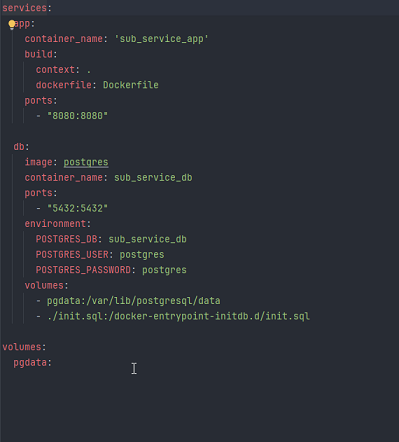 services:
  app:
    container_name: 'sub_service_app'
    build:
      context: .
      dockerfile: Dockerfile
    ports:
      - "8080:8080"

  db:
    image: postgres
    container_name: sub_service_db
    ports:
      - "5432:5432"
    environment:
      POSTGRES_DB: sub_service_db
      POSTGRES_USER: postgres
      POSTGRES_PASSWORD: postgres
    volumes:
      - pgdata:/var/lib/postgresql/data
      - ./init.sql:/docker-entrypoint-initdb.d/init.sql

volumes:
  pgdata: